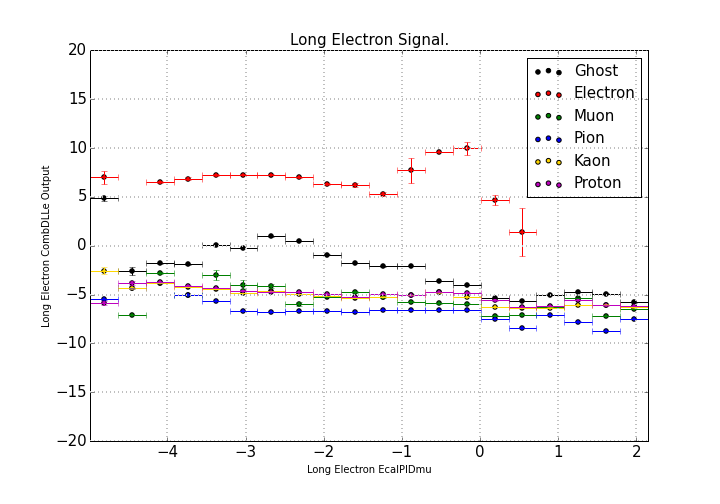 Long Electron Signal.
20
15
10
5
0
−5
−10
−15
−20
Long Electron CombDLLe Output
Ghost
Electron
Muon
Pion
Kaon
Proton
−4 −3 −2 −1 0 1 2
Long Electron EcalPIDmu